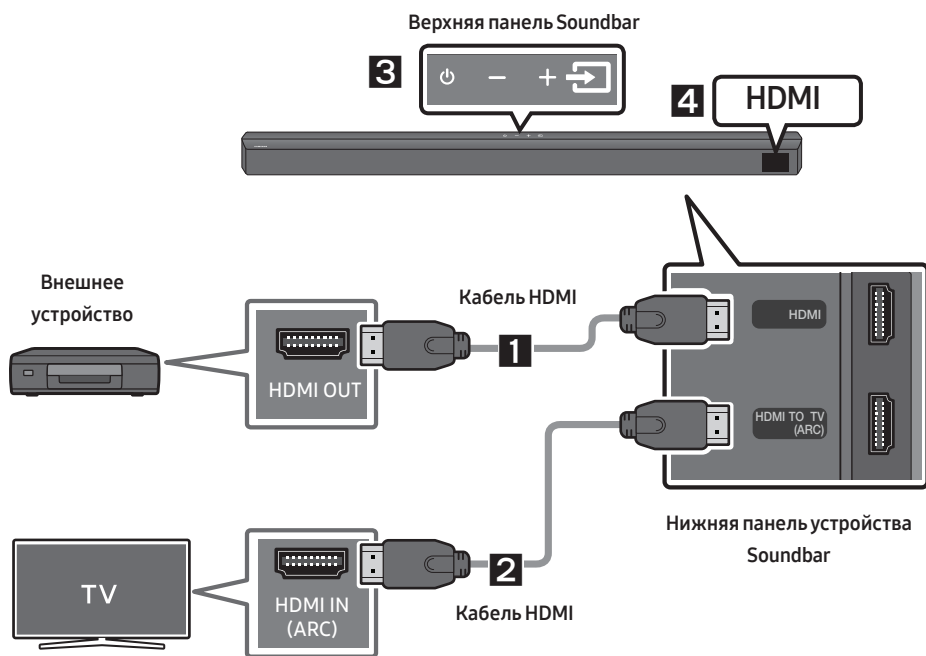 Верхняя панель Soundbar
3
4
HDMI
Внешнее
устройство
Кабель HDMI
1
HDMI
HDMI OUT
HDMI TO TV
(ARC)
Нижняя панель устройства
Soundbar
2
TV
HDMI IN
(ARC)
Кабель HDMI